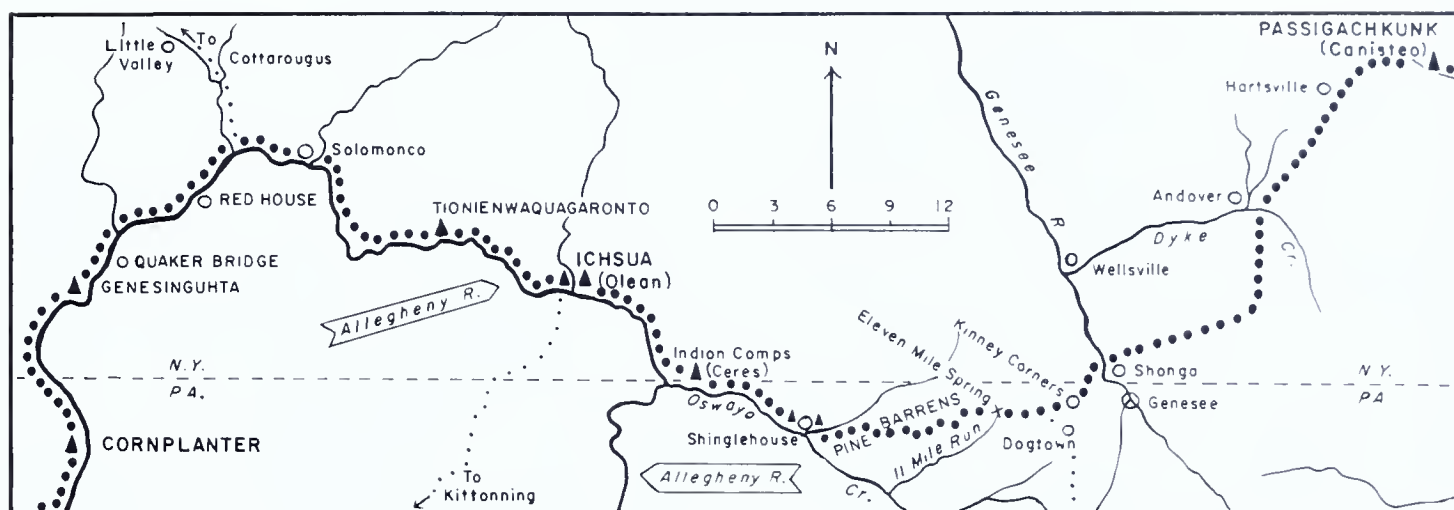 PASSIGACHKUNK
(Canisteo)
To
Little
Valley
Cottarougus
N
Hartsville
Genesee
R
Solomonco
RED HOUSE
TIONIENWAQUAGARONTO
0 3 6 9 12
Andover
Dyke
Cr.
Wellsville
QUAKER BRIDGE
GENESINGUHTA
ICHSUA
(Olean)
Allegheny R.
Eleven Mile Spring
Kinney Corners
Indian Camps
(Ceres)
N.Y.
PA.
Shonga
N Y
PA
Genesee
Oswayo
Cr.
CORNPLANTER
Shinglehouse
PINE BARRENS
11 Mile Run
Dogtown
To
Kittonning
Allegheny R.